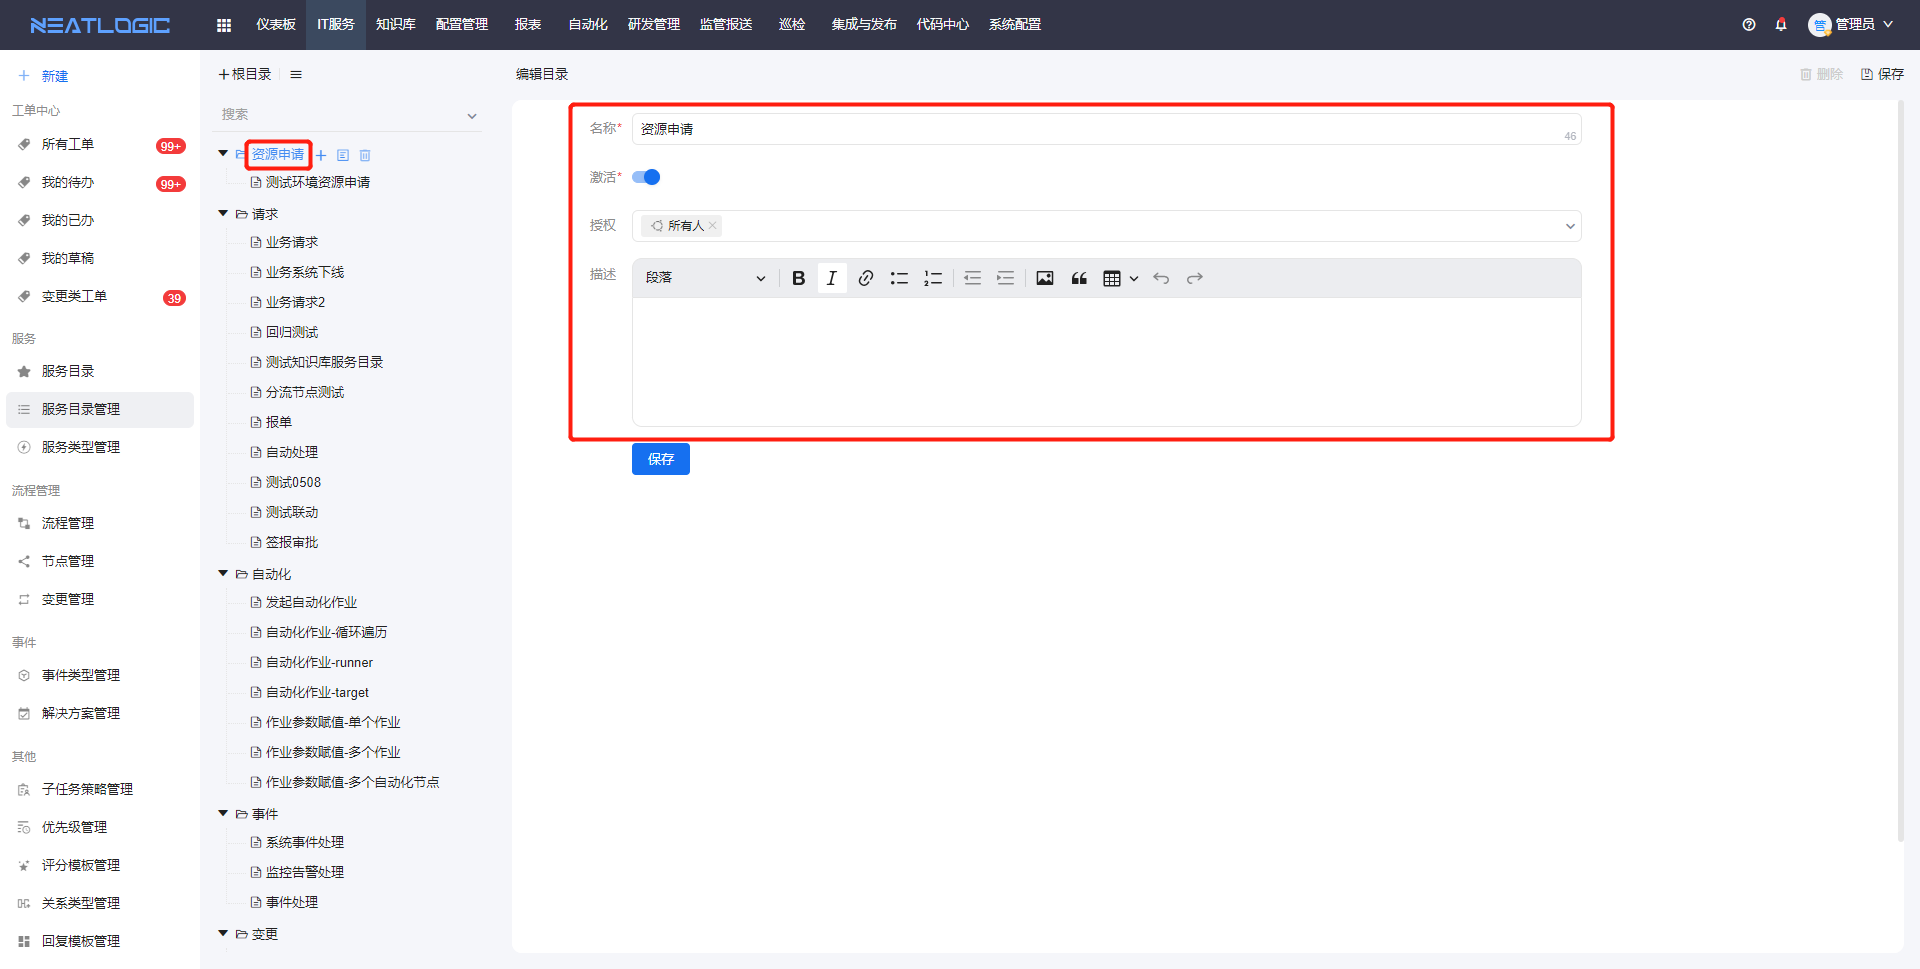 NEATLOGIC
仪表板 IT服务 知识库 配置管理 报表 自动化 研发管理 监管报送 巡检 集成与发布 代码中心 系统配置
管 管理员
新建
工单中心
所有工单 99+
我的待办 99+
我的已办
我的草稿
变更类工单 39
服务
服务目录
服务目录管理
服务类型管理
流程管理
流程管理
节点管理
变更管理
事件
事件类型管理
解决方案管理
其他
子任务策略管理
优先级管理
评分模板管理
关系类型管理
回复模板管理
根目录
搜索
资源申请
测试环境资源申请
请求
业务请求
业务系统下线
业务请求2
回归测试
测试知识库服务目录
分流节点测试
报单
自动处理
测试0508
测试联动
签报审批
自动化
发起自动化作业
自动化作业-循环遍历
自动化作业-runner
自动化作业-target
作业参数赋值-单个作业
作业参数赋值-多个作业
作业参数赋值-多个自动化节点
事件
系统事件处理
监控告警处理
事件处理
变更
编辑目录
删除 保存
名称* 资源申请 46
激活*
授权 所有人
描述 段落
保存